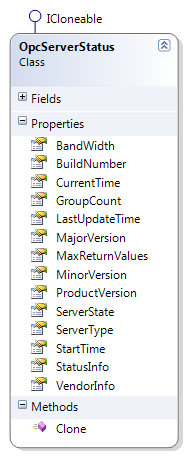 ICloneable
OpcServerStatus
Class
Fields
Properties
BandWidth
BuildNumber
CurrentTime
GroupCount
LastUpdateTime
MajorVersion
MaxReturnValues
MinorVersion
ProductVersion
ServerState
ServerType
StartTime
StatusInfo
VendorInfo
Methods
Clone